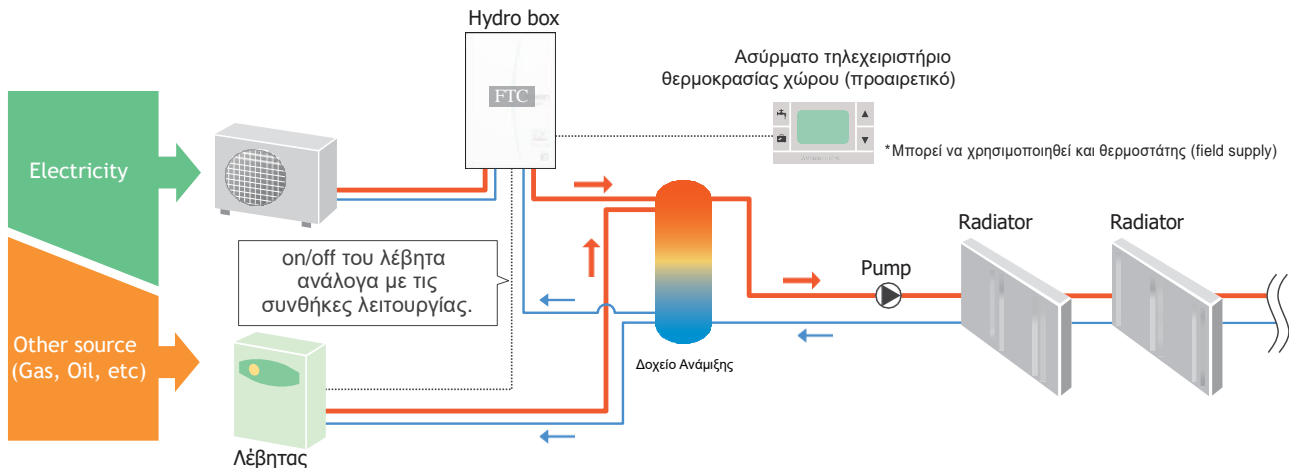 Hydro box
Ασύρματο τηλεχειριστήριο
θερμοκρασίας χώρου (προαιρετικό)
FTC
*Μπορεί να χρησιμοποιηθεί και θερμοστάτης (field supply)
Electricity
Radiator
Radiator
on/off του λέβητα
ανάλογα με τις
συνθήκες λειτουργίας.
Pump
Other source
(Gas, Oil, etc)
Δοχείο Ανάμιξης
Λέβητας